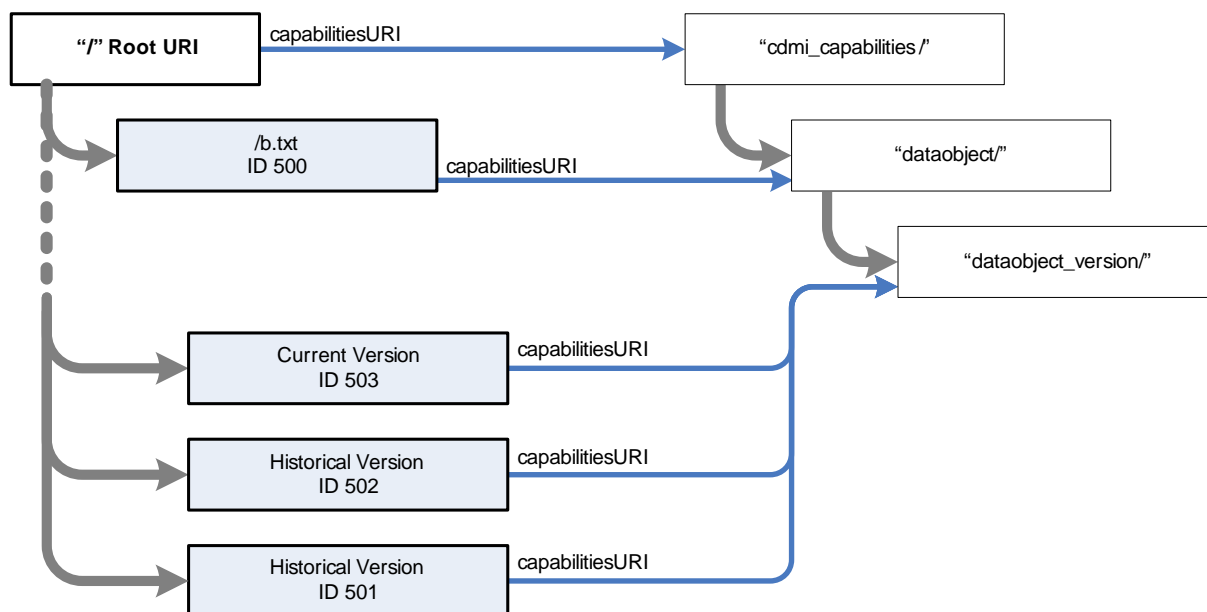 “/” Root URI
capabilitiesURI
“cdmi_capabilities/”
/b.txt
ID 500
capabilitiesURI
“dataobject/”
“dataobject_version/”
Current Version
ID 503
capabilitiesURI
Historical Version
ID 502
capabilitiesURI
Historical Version
ID 501
capabilitiesURI